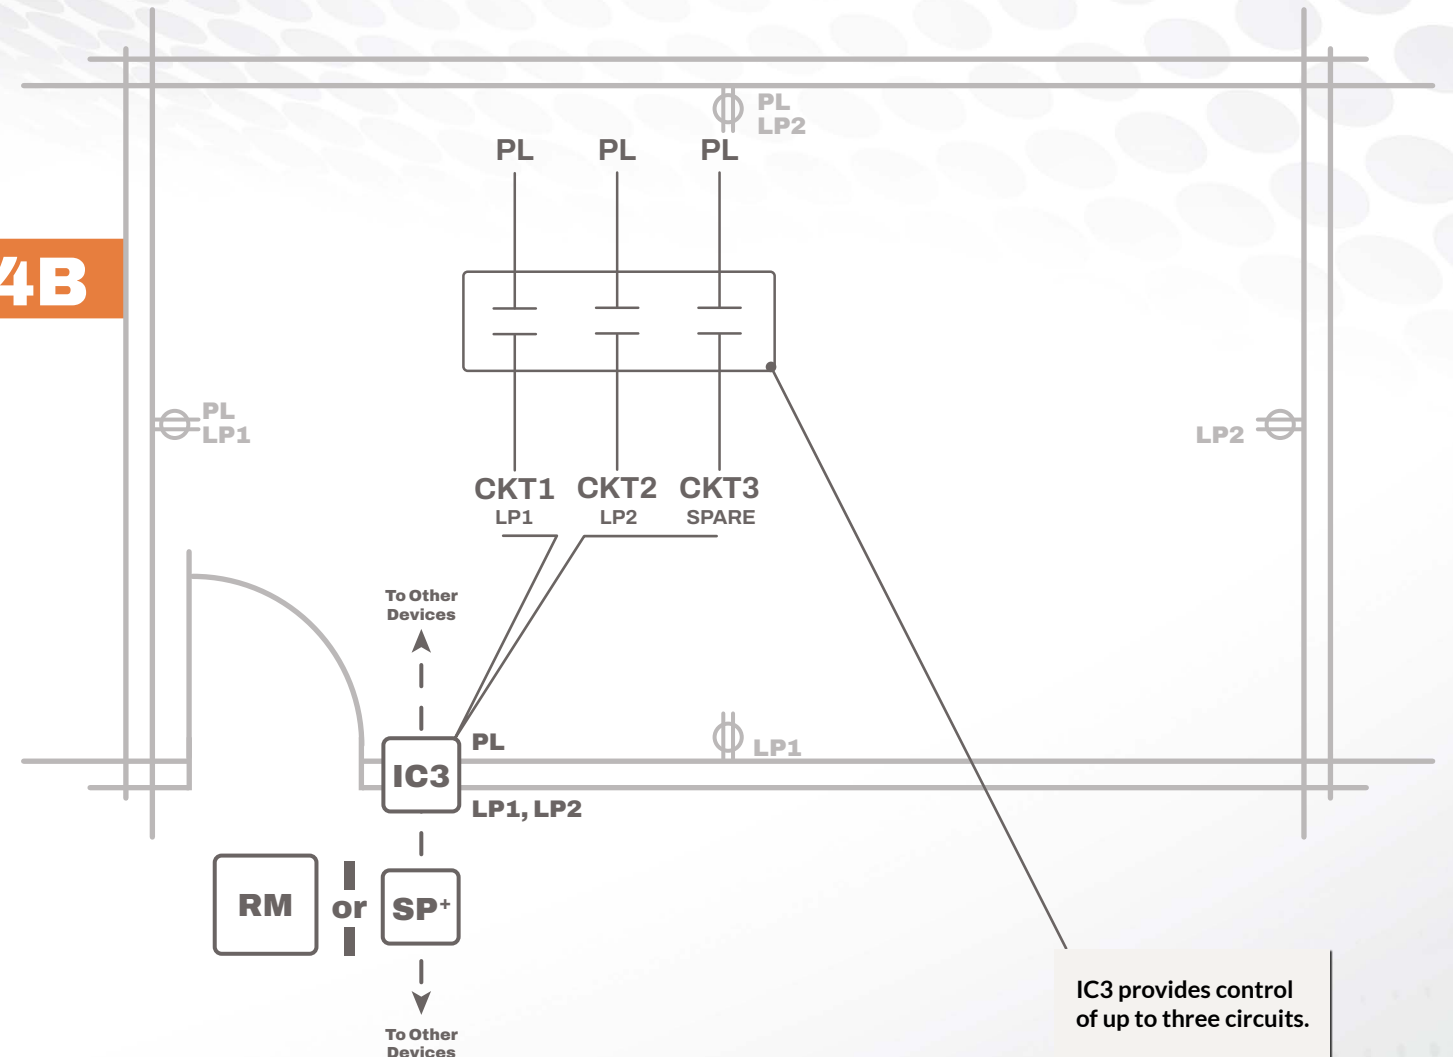 PL
LP2
PL PL PL
4B
PL
LP1
LP2
CKT1 CKT2 CKT3
LP1 LP2 SPARE
To Other
Devices
PL
LP1
IC3
LP1, LP2
RM or SP+
IC3 provides control
of up to three circuits.
To Other
Devices